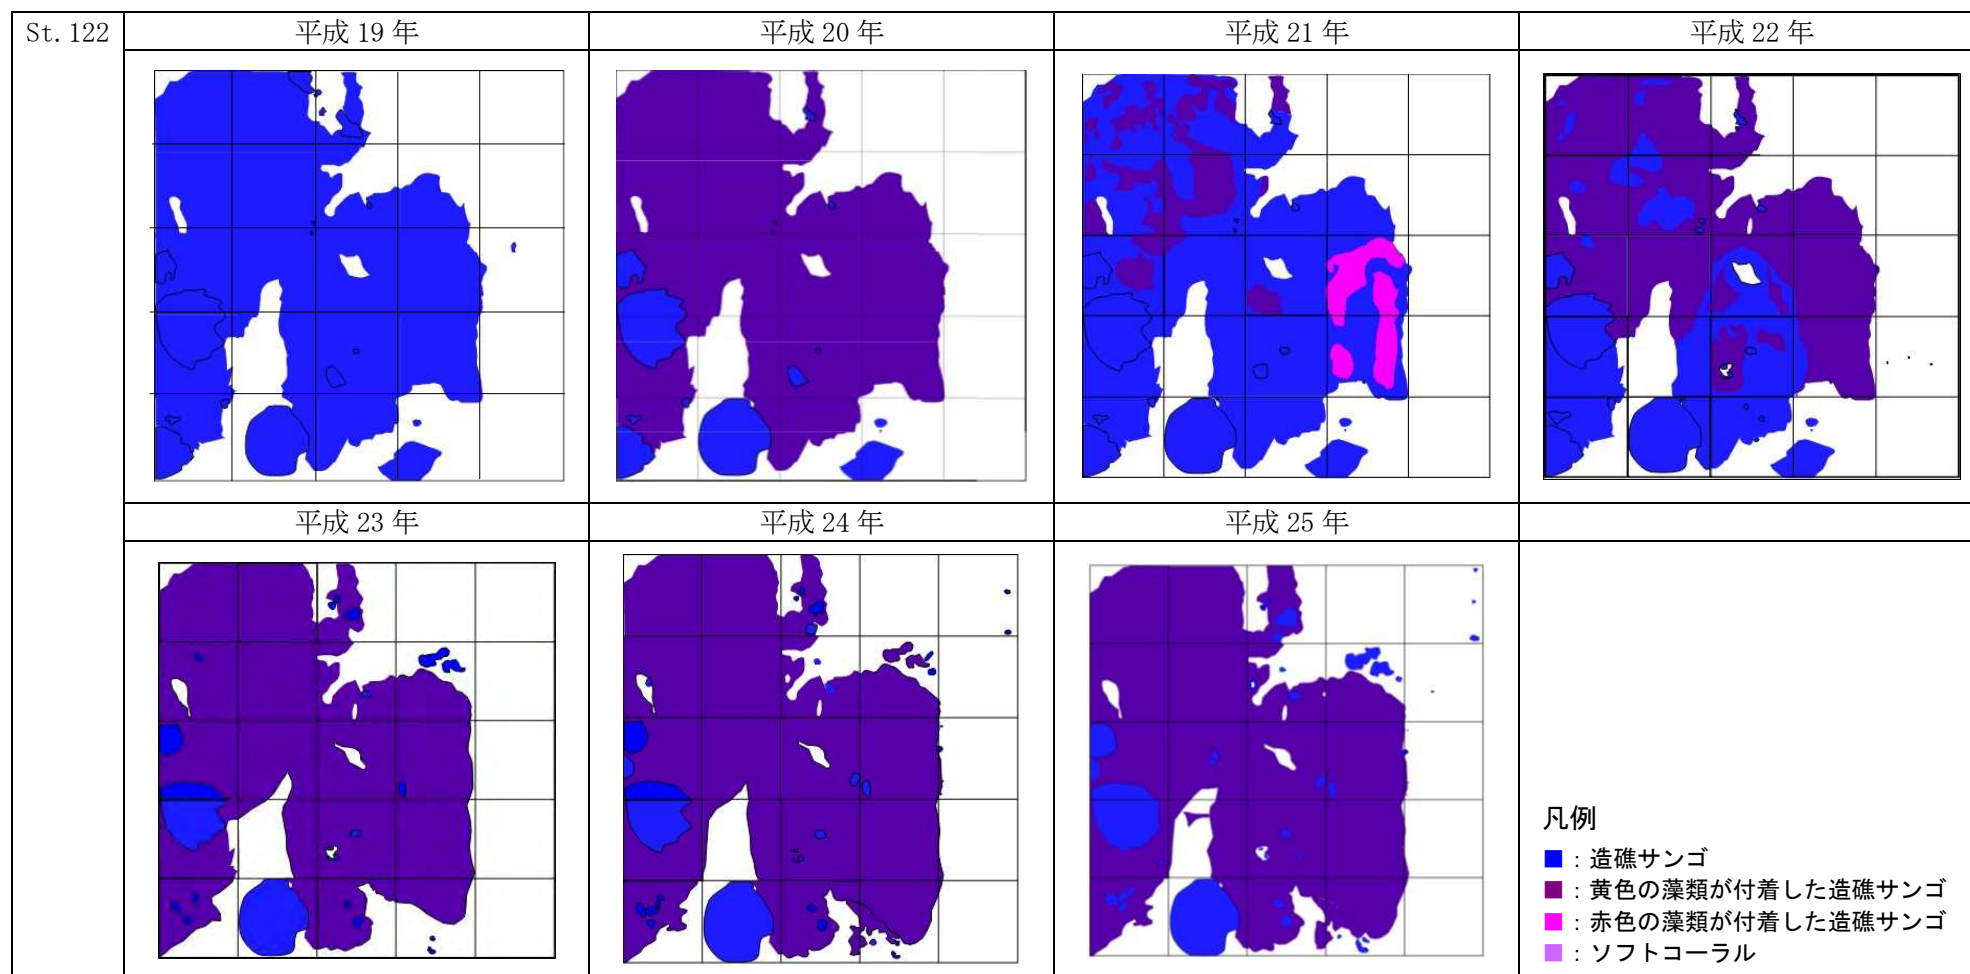 St. 122
平成 19 年
平成 20 年
平成 21 年
平成 22 年
平成 23 年
平成 24 年
平成 25 年
凡例
■：造礁サンゴ
■：黄色の藻類が付着した造礁サンゴ
■：赤色の藻類が付着した造礁サンゴ
■：ソフトコーラル